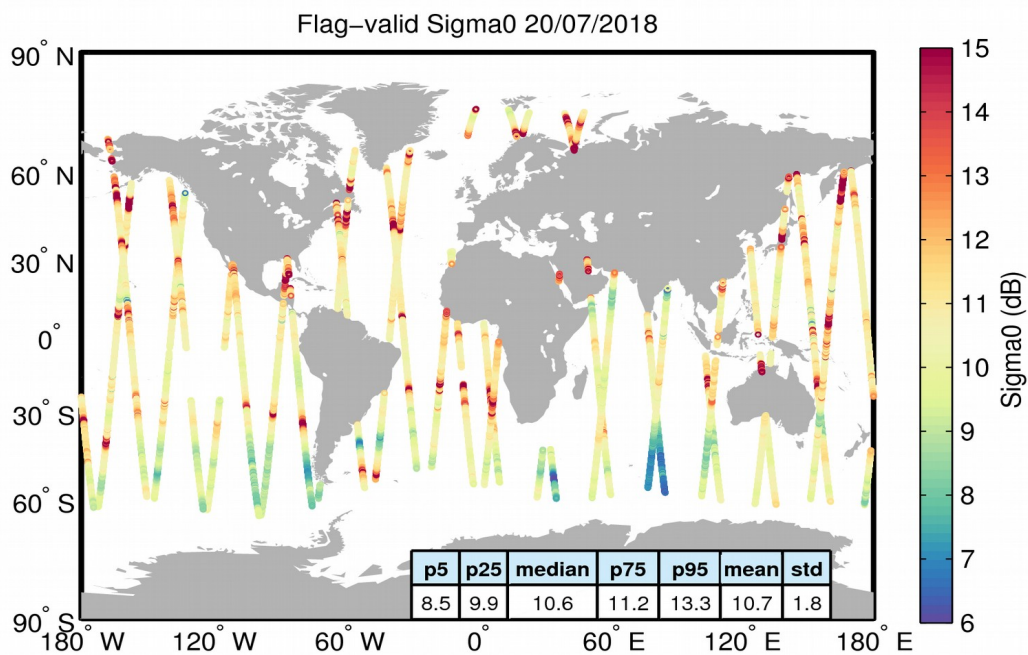 Flag–valid Sigma0 20/07/2018
90° N
60° N
30° N
0°
30° S
60° S
90° S
180° W
120° W
60° W
0°
60° E
120° E
180° E
p5 p25 median p75 p95 mean std
8.5 9.9 10.6 11.2 13.3 10.7 1.8
15
14
13
12
11
10
9
8
7
6
Sigma0 (dB)